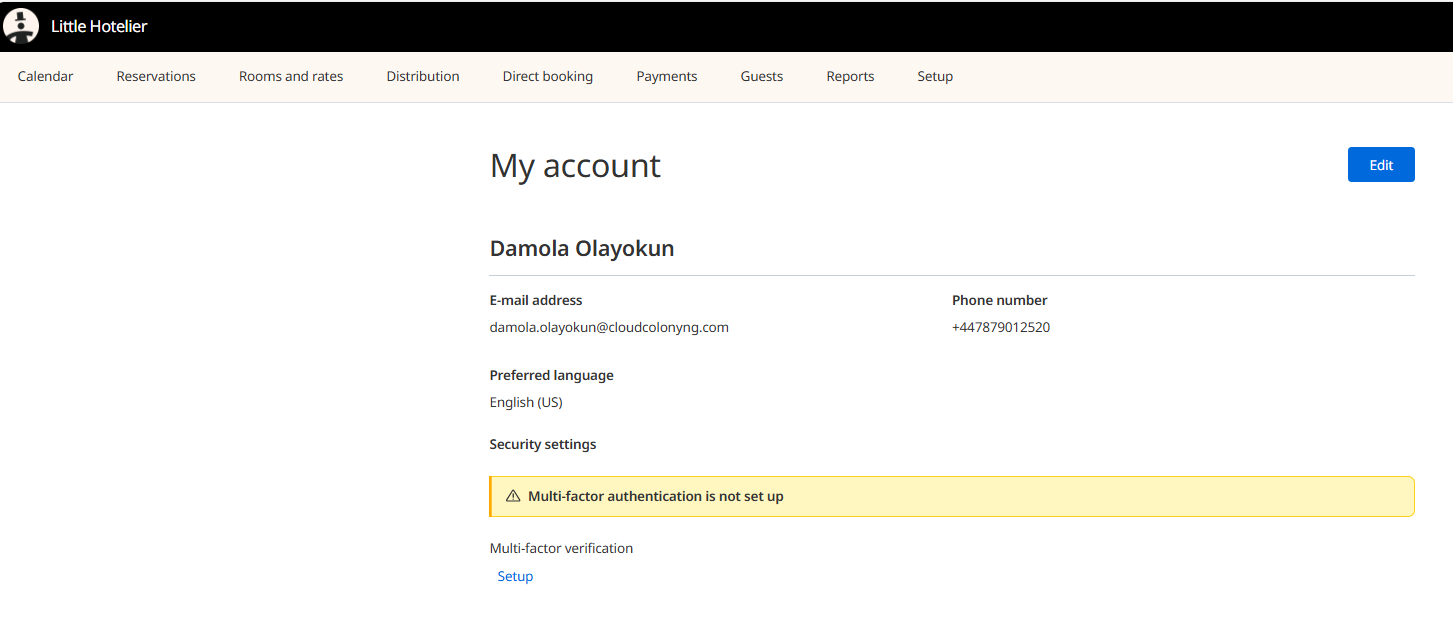 Little Hotelier
Calendar Reservations Rooms and rates Distribution Direct booking Payments Guests Reports Setup
My account
Edit
Damola Olayokun
E-mail address Phone number
damola.olayokun@cloudcolonyng.com +447879012520
Preferred language
English (US)
Security settings
Multi-factor authentication is not set up
Multi-factor verification
Setup